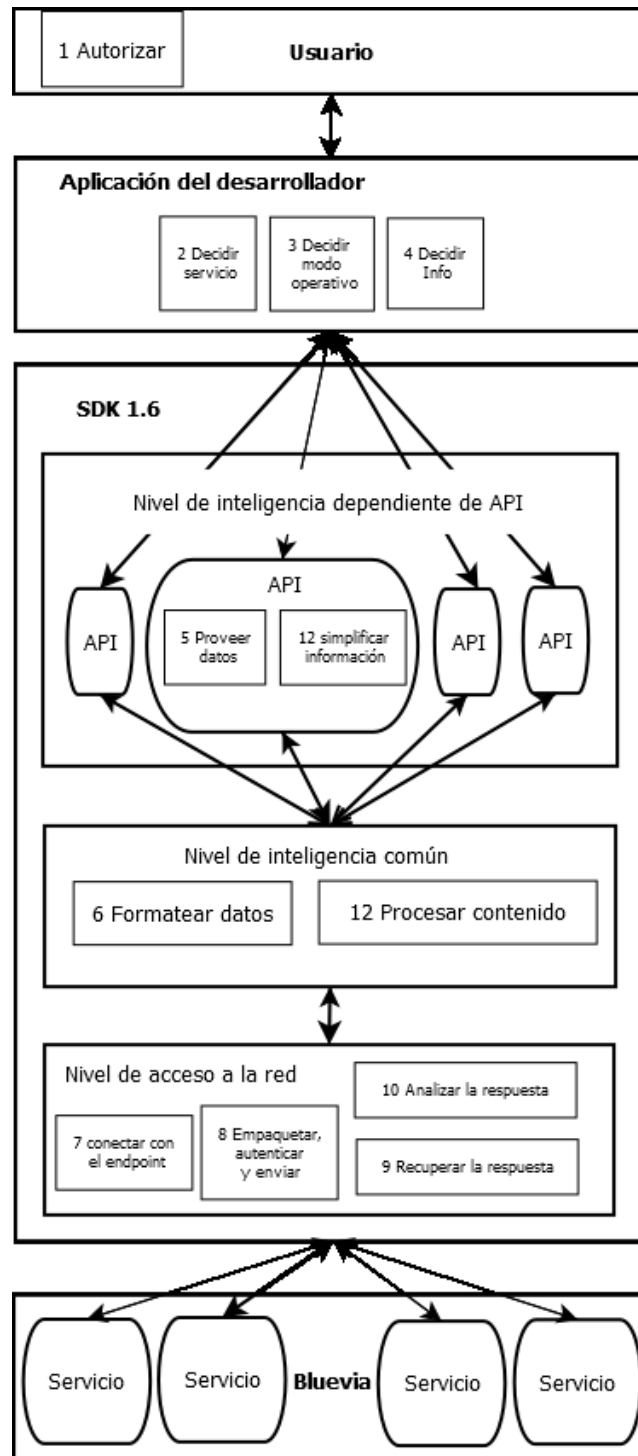 1 Autorizar
Usuario
Aplicación del desarrollador
2 Decidir
servicio
3 Decidir
modo
operativo
4 Decidir
Info
SDK 1.6
Nivel de inteligencia dependiente de API
API
API
5 Proveer
datos
12 simplificar
información
API
API
Nivel de inteligencia común
6 Formatear datos
12 Procesar contenido
Nivel de acceso a la red
7 conectar con
el endpoint
8 Empaquetar,
autenticar
y enviar
10 Analizar la respuesta
9 Recuperar la respuesta
Servicio
Servicio
Bluevia
Servicio
Servicio